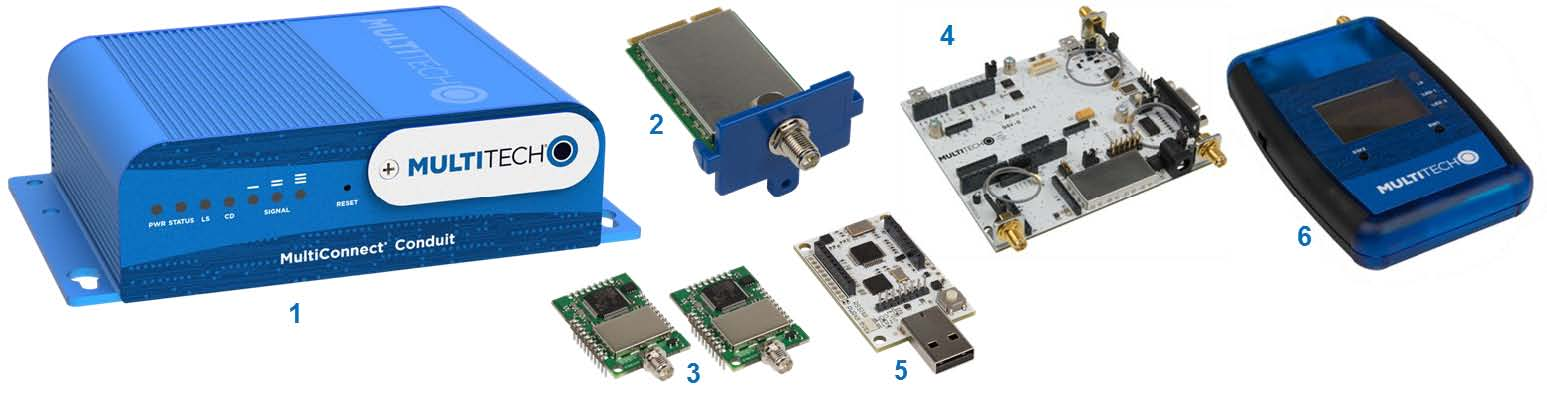 MULTITECH
MULTITECH
PWR STATUS LS CD SIGNAL RESET
MultiConnect® Conduit
1
2
3
4
MULTITECH
5
6
MULTITECH